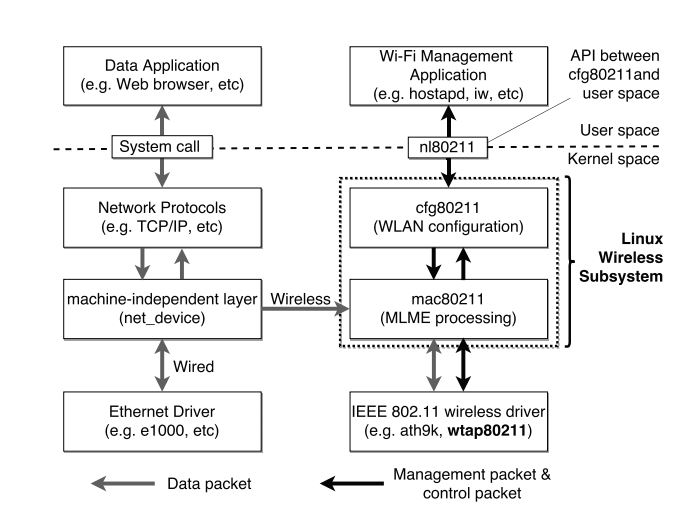 Data Application
(e.g. Web browser, etc)
Wi-Fi Management
Application
(e.g. hostapd, iw, etc)
API between
cfg80211and
user space
System call
nl80211
User space
Kernel space
Network Protocols
(e.g. TCP/IP, etc)
cfg80211
(WLAN configuration)
Linux
Wireless
Subsystem
machine-independent layer
(net_device)
Wireless
mac80211
(MLME processing)
Wired
Ethernet Driver
(e.g. e1000, etc)
IEEE 802.11 wireless driver
(e.g. ath9k, wtap80211)
Data packet
Management packet &
control packet